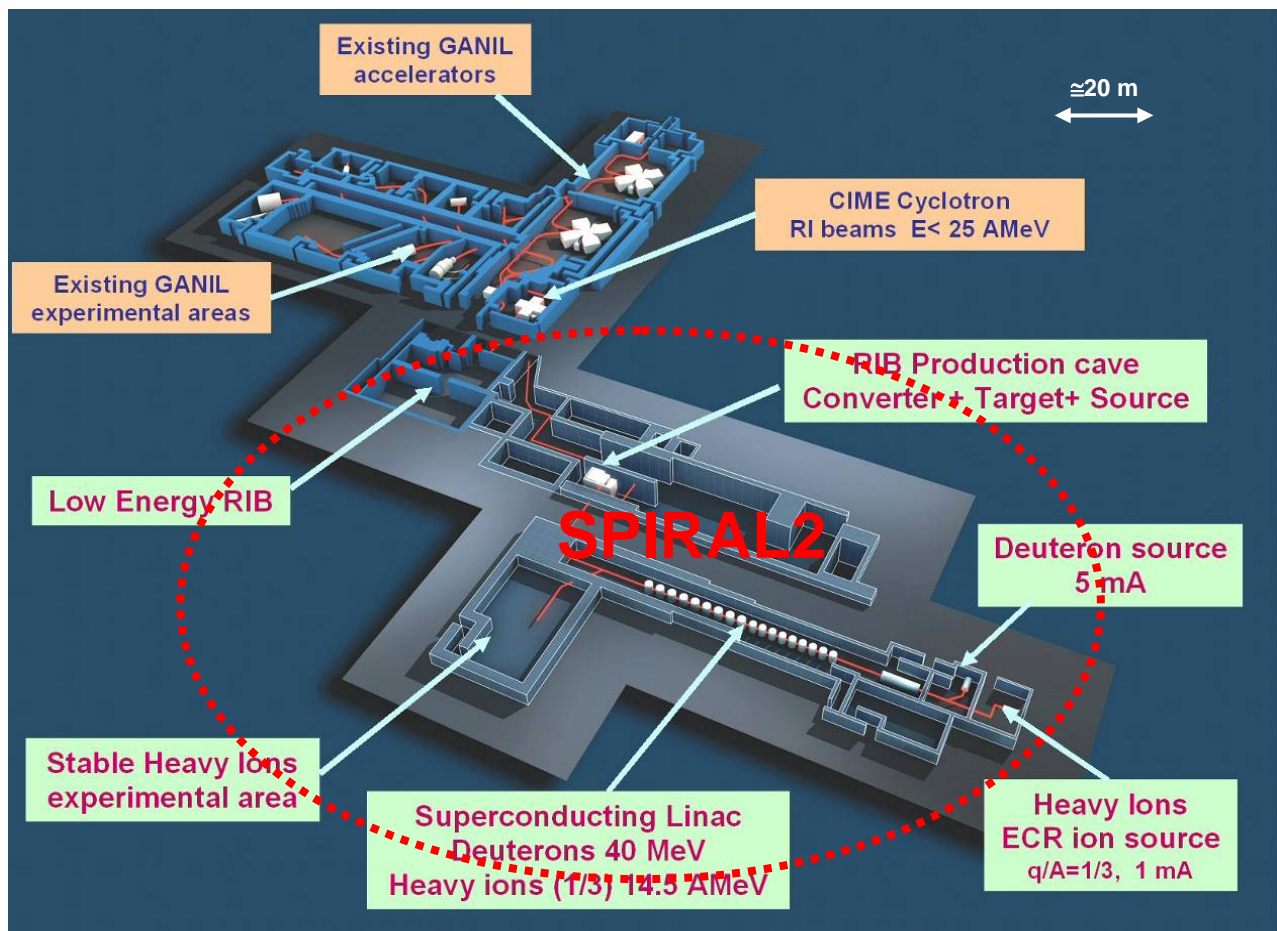 Existing GANIL
accelerators
≅20 m
CIME Cyclotron
RI beams E< 25 AMeV
Existing GANIL
experimental areas
RIB Production cave
Converter + Target+ Source
Low Energy RIB
SPIRAL2
Deuteron source
5 mA
Stable Heavy Ions
experimental area
Superconducting Linac
Deuterons 40 MeV
Heavy ions (1/3) 14.5 AMeV
Heavy Ions
ECR ion source
q/A=1/3, 1 mA